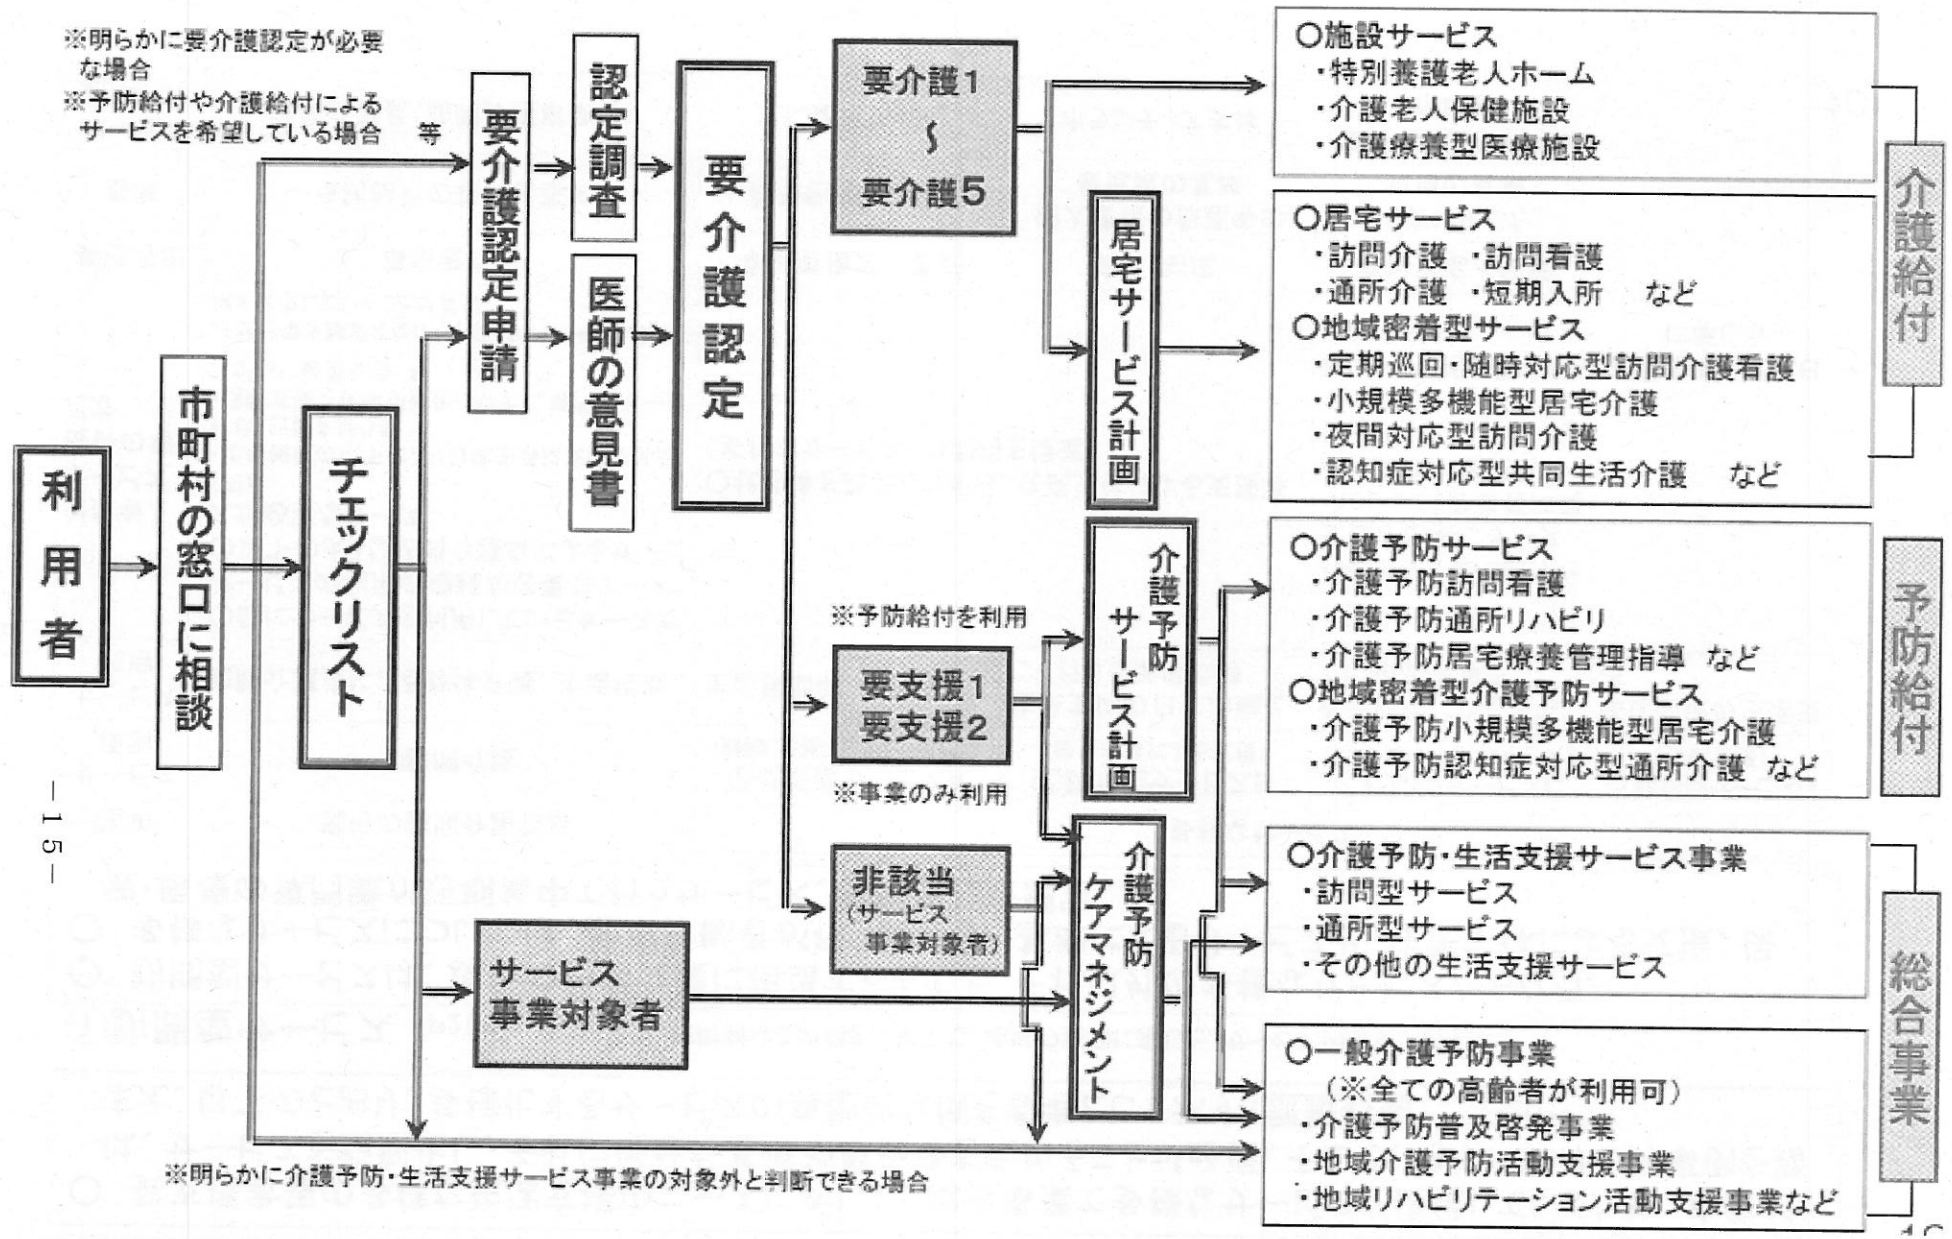 ※明らかに要介護認定が必要
な場合
※予防給付や介護給付による
サービスを希望している場合　等
利用者
市町村の窓口に相談
チェックリスト
要介護認定申請
認定調査
医師の意見書
要介護認定
要介護1
〜
要介護5
※予防給付を利用
要支援1
要支援2
※事業のみ利用
非該当
(サービス
事業対象者)
サービス
事業対象者
居宅サービス計画
介護予防
サービス計画
介護予防
ケアマネジメント
○施設サービス
・特別養護老人ホーム
・介護老人保健施設
・介護療養型医療施設
○居宅サービス
・訪問介護　・訪問看護
・通所介護　・短期入所　など
○地域密着型サービス
・定期巡回・随時対応型訪問介護看護
・小規模多機能型居宅介護
・夜間対応型訪問介護
・認知症対応型共同生活介護　など
介護給付
○介護予防サービス
・介護予防訪問看護
・介護予防通所リハビリ
・介護予防居宅療養管理指導　など
○地域密着型介護予防サービス
・介護予防小規模多機能型居宅介護
・介護予防認知症対応型通所介護　など
予防給付
○介護予防・生活支援サービス事業
・訪問型サービス
・通所型サービス
・その他の生活支援サービス
○一般介護予防事業
(※全ての高齢者が利用可)
・介護予防普及啓発事業
・地域介護予防活動支援事業
・地域リハビリテーション活動支援事業など
総合事業
※明らかに介護予防・生活支援サービス事業の対象外と判断できる場合
－15－